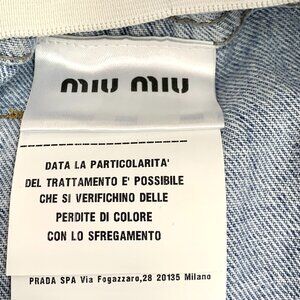 miu miu
DATA LA PARTICOLARITA'
DEL TRATTAMENTO E' POSSIBILE
CHE SI VERIFICHINO DELLE
PERDITE DI COLORE
CON LO SFREGAMENTO
PRADA SPA Via Fogazzaro,28 20135 Milano